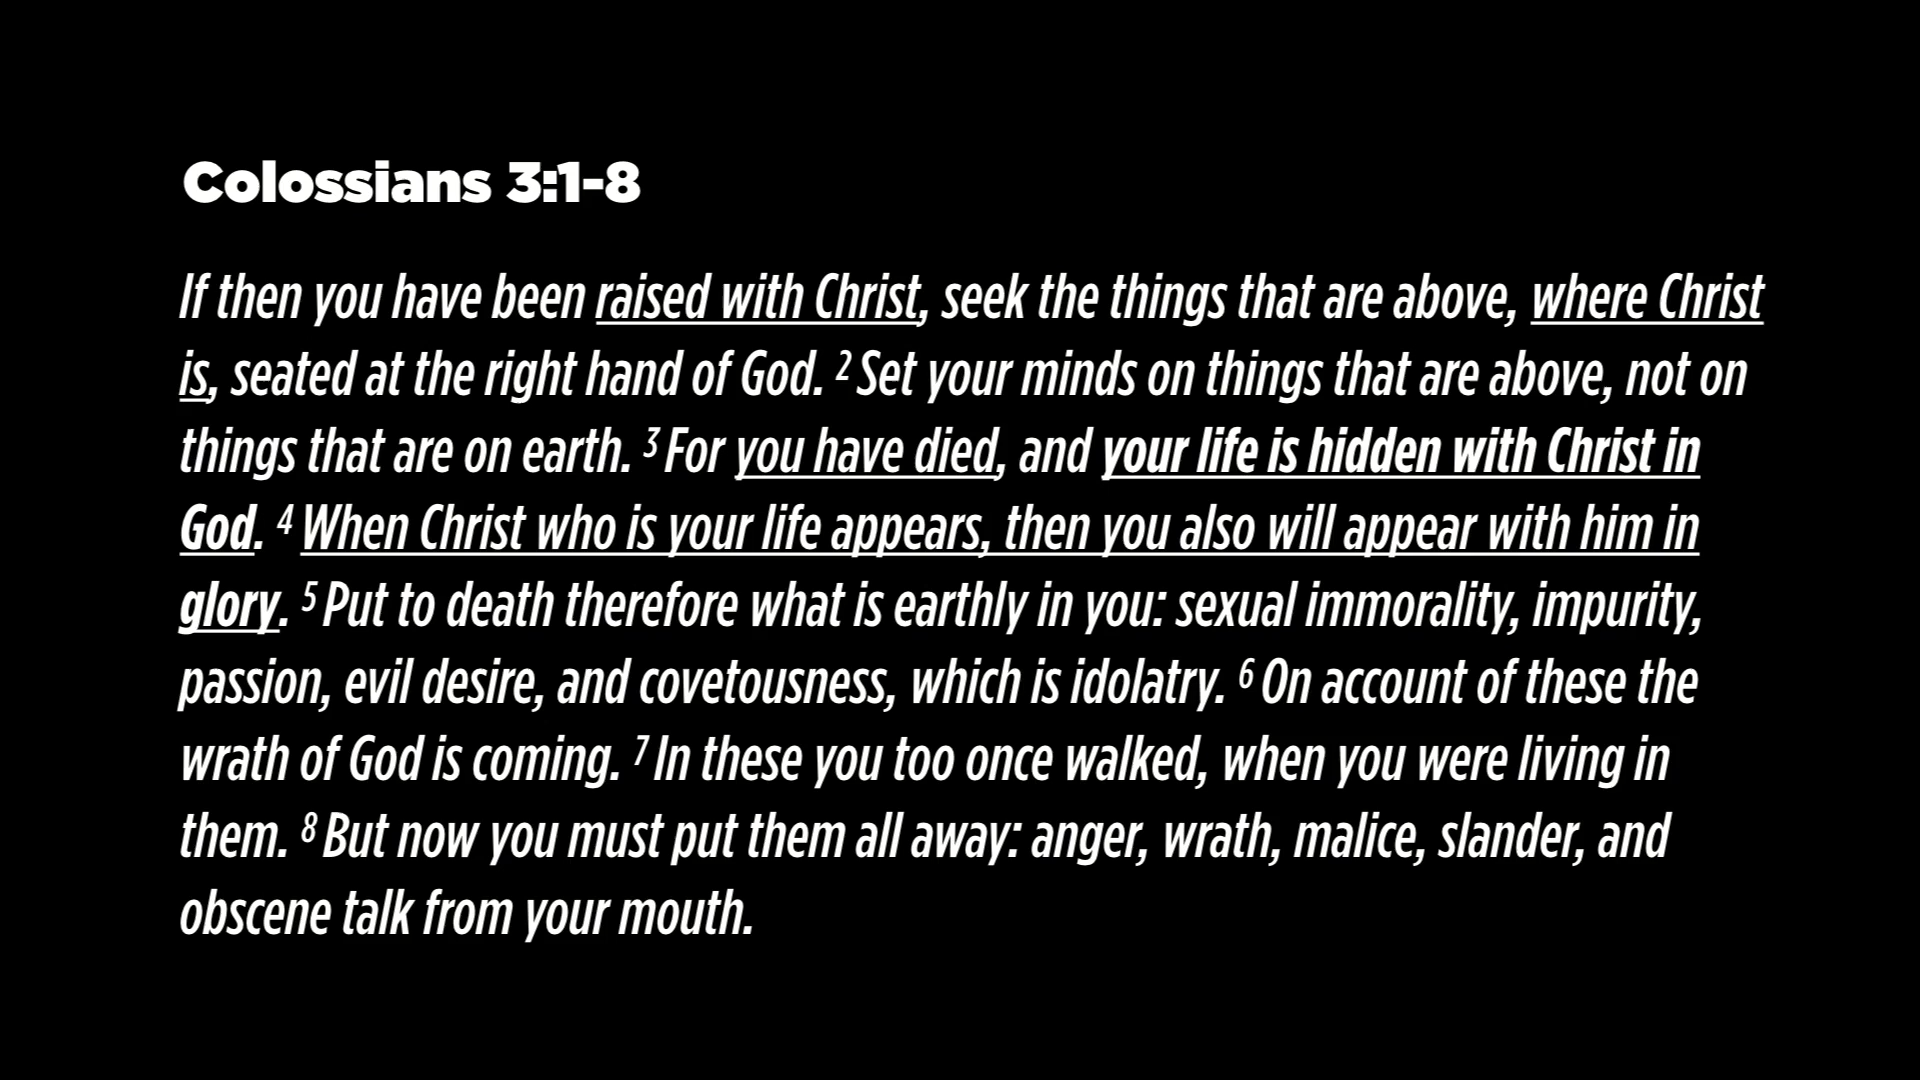 Colossians 3:1-8
If then you have been raised with Christ, seek the things that are above, where Christ
is, seated at the right hand of God. 2 Set your minds on things that are above, not on
things that are on earth. 3 For you have died, and your life is hidden with Christ in
God. 4 When Christ who is your life appears, then you also will appear with him in
glory. 5 Put to death therefore what is earthly in you: sexual immorality, impurity,
passion, evil desire, and covetousness, which is idolatry. 6 On account of these the
wrath of God is coming. 7 In these you too once walked, when you were living in
them. 8 But now you must put them all away: anger, wrath, malice, slander, and
obscene talk from your mouth.